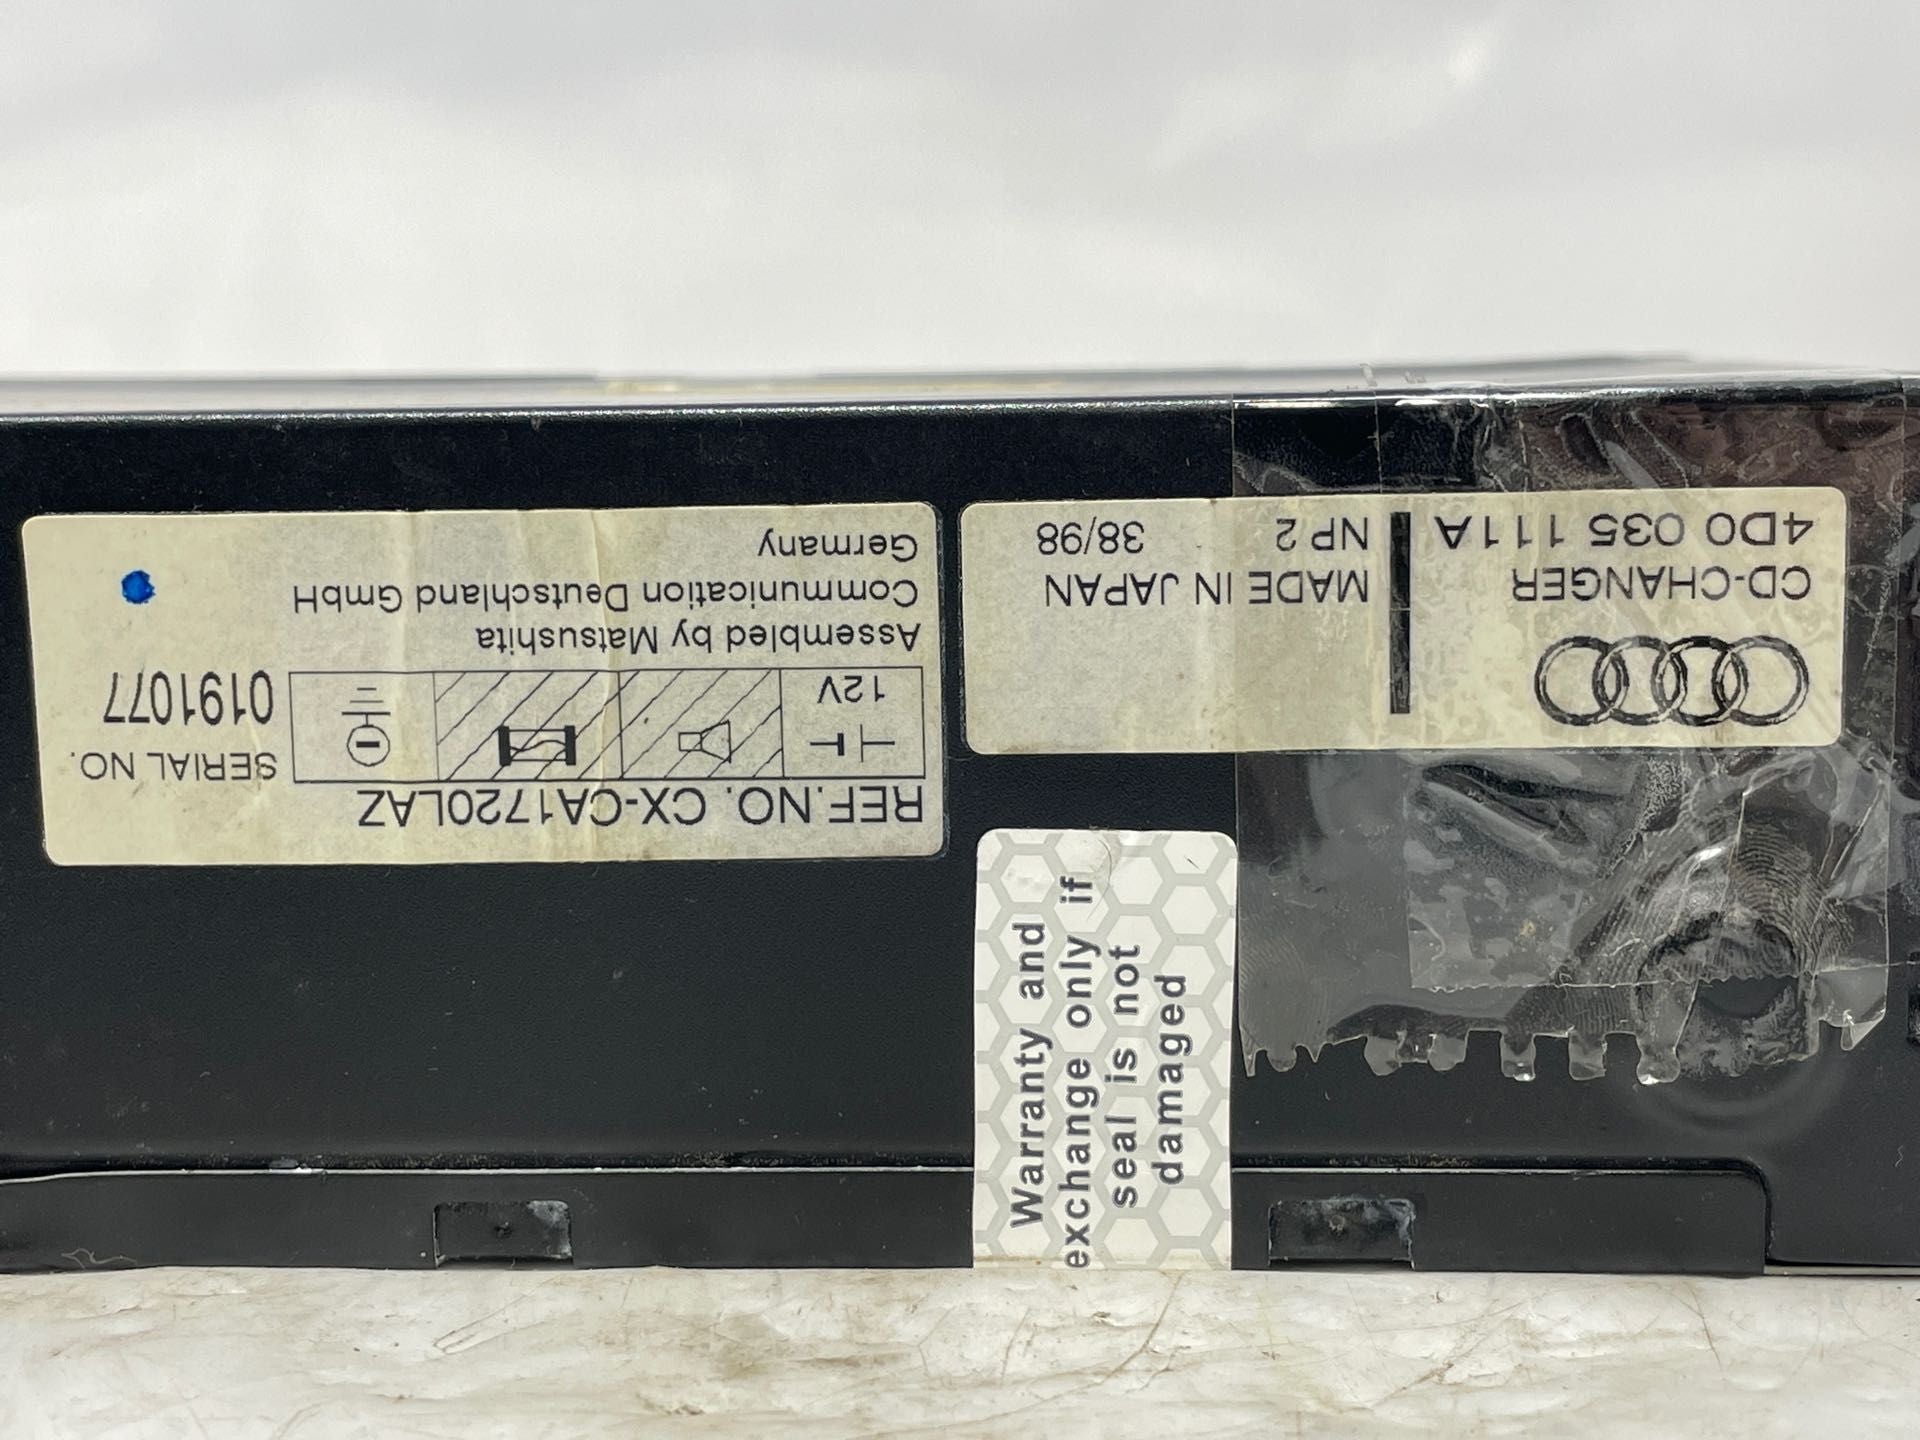 CD-CHANGER
4D0 035 111A
MADE IN JAPAN
NP 2 38/98
REF.NO. CX-CA1720LAZ
12V
SERIAL NO.
0191077
Assembled by Matsushita
Communication Deutschland GmbH
Germany
Warranty and
exchange only if
seal is not
damaged